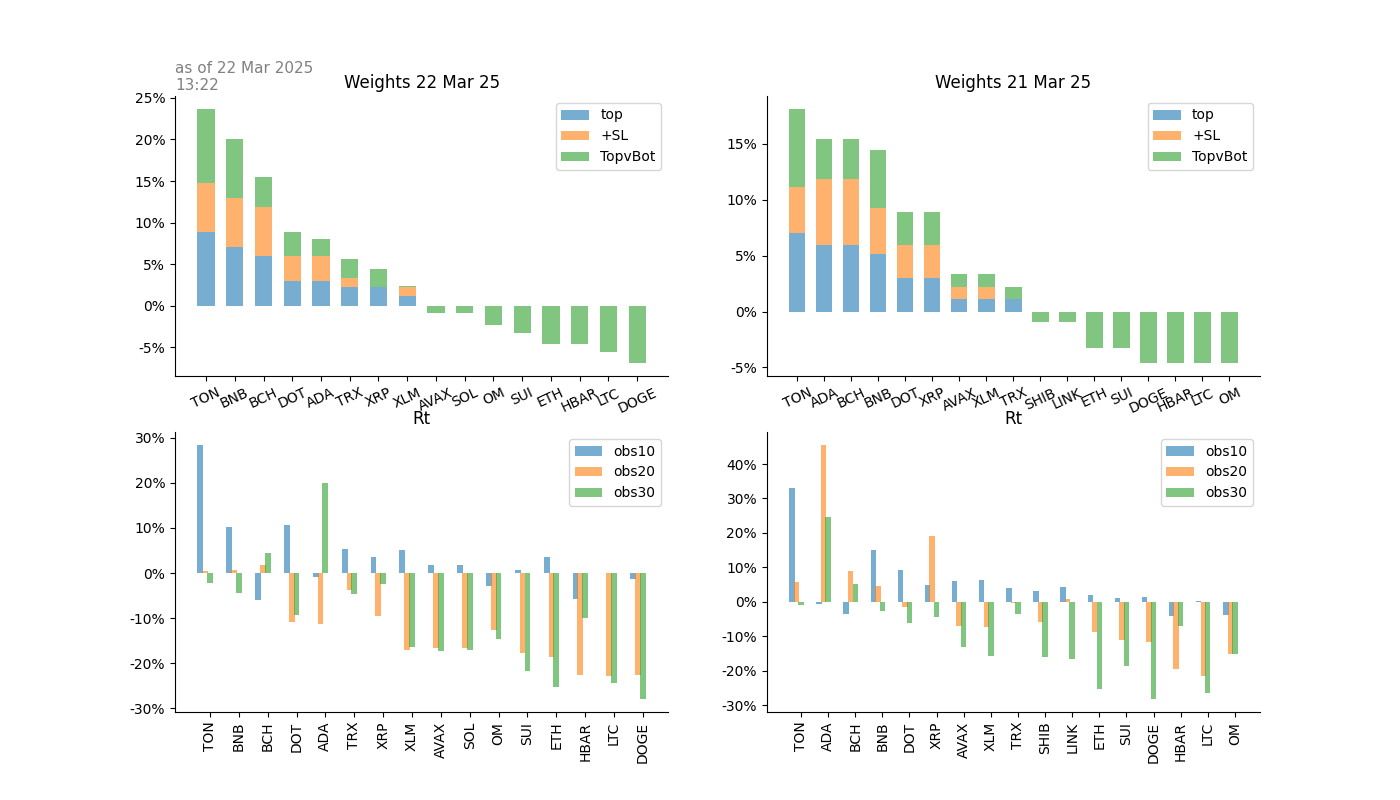 as of 22 Mar 2025
13:22
Weights 22 Mar 25
25%
20%
15%
10%
5%
0%
-5%
top
+SL
TopvBot
TON BNB BCH DOT ADA TRX XRP XLM AVAX SOL OM SUI ETH HBAR LTC DOGE
Weights 21 Mar 25
15%
10%
5%
0%
-5%
top
+SL
TopvBot
TON ADA BCH BNB DOT XRP AVAX XLM TRX SHIB LINK ETH SUI DOGE HBAR LTC OM
Rt
30%
20%
10%
0%
-10%
-20%
-30%
obs10
obs20
obs30
TON BNB BCH DOT ADA TRX XRP XLM AVAX SOL OM SUI ETH HBAR LTC DOGE
Rt
40%
30%
20%
10%
0%
-10%
-20%
-30%
obs10
obs20
obs30
TON ADA BCH BNB DOT XRP AVAX XLM TRX SHIB LINK ETH SUI DOGE HBAR LTC OM